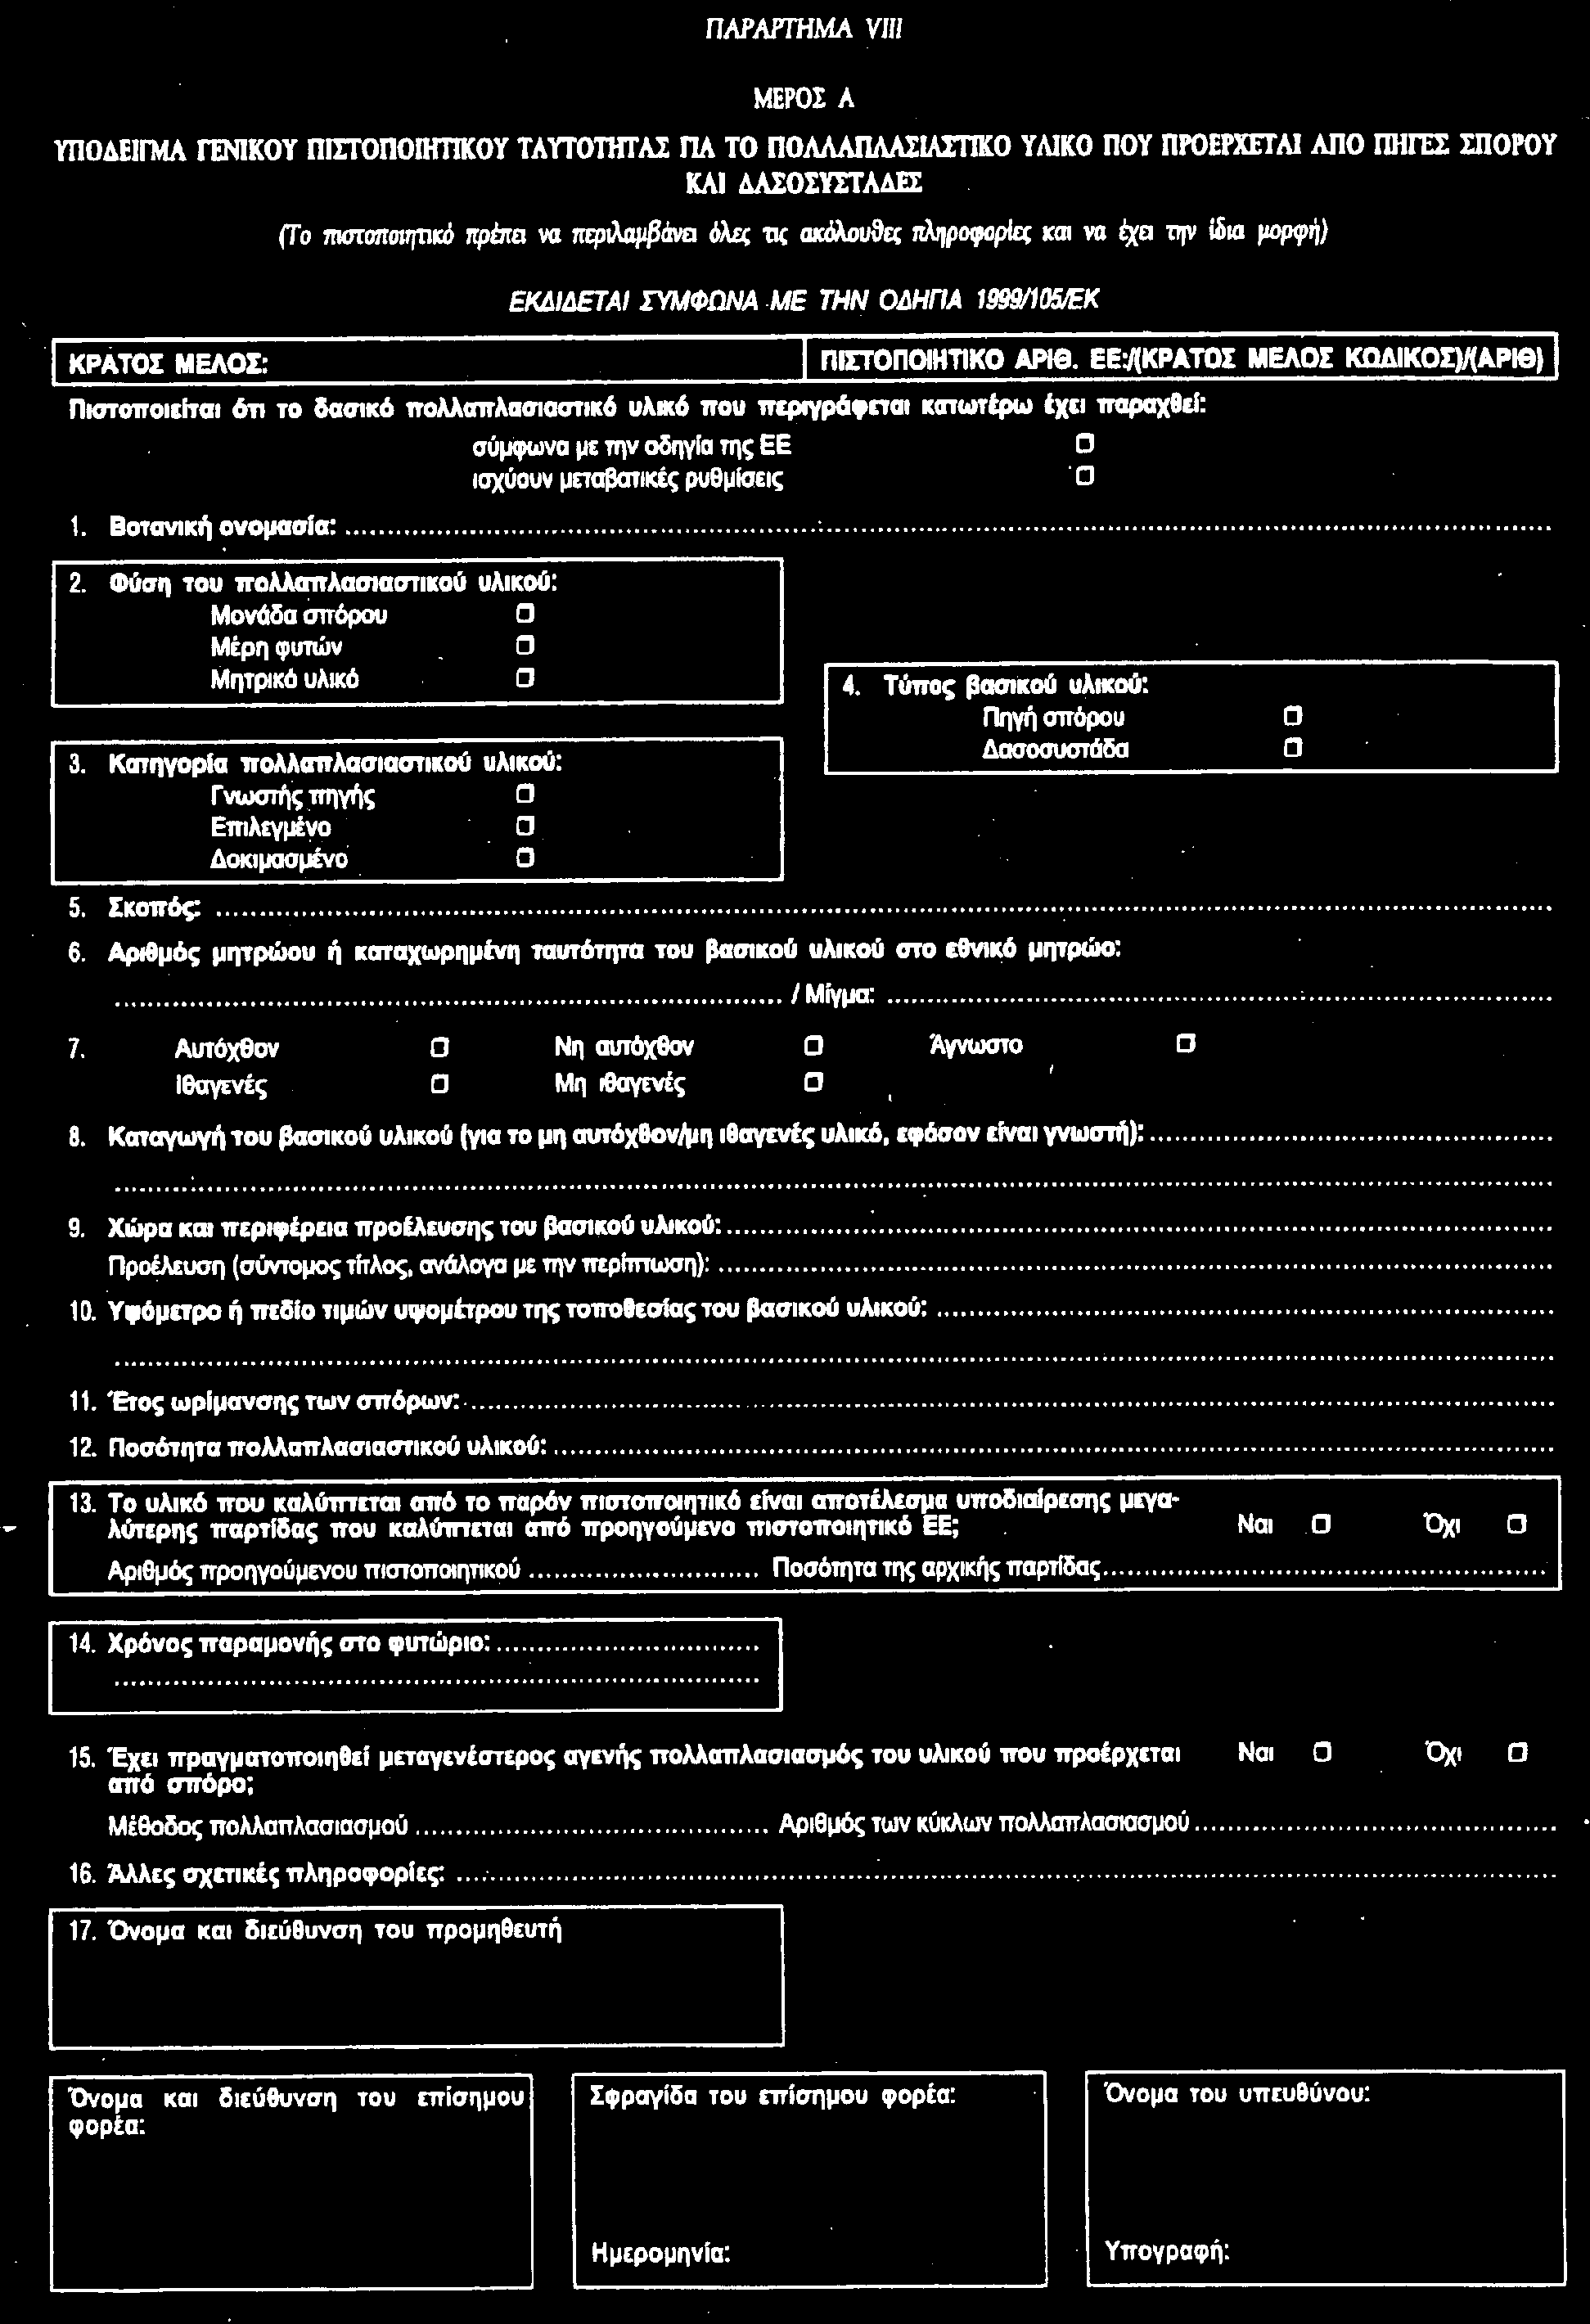 ΠΑΡΑΡΤΗΜΑ VIII
ΜΕΡΟΣ Α
ΥΠΟΔΕΙΓΜΑ ΓΕΝΙΚΟΥ ΠΙΣΤΟΠΟΙΗΤΙΚΟΥ ΤΑΥΤΟΤΗΤΑΣ ΓΙΑ ΤΟ ΠΟΛΛΑΠΛΑΣΙΑΣΤΙΚΟ ΥΛΙΚΟ ΠΟΥ ΠΡΟΕΡΧΕΤΑΙ ΑΠΟ ΠΗΓΕΣ ΣΠΟΡΟΥ
ΚΑΙ ΔΑΣΟΣΥΣΤΑΔΕΣ
(Το πιστοποιητικό πρέπει να περιλαμβάνει όλες τις ακόλουθες πληροφορίες και να έχει την ίδια μορφή)
ΕΚΔΙΔΕΤΑΙ ΣΥΜΦΩΝΑ ΜΕ ΤΗΝ ΟΔΗΓΙΑ 1999/105/ΕΚ
ΚΡΑΤΟΣ ΜΕΛΟΣ: ΠΙΣΤΟΠΟΙΗΤΙΚΟ ΑΡΙΘ. ΕΕ:/(ΚΡΑΤΟΣ ΜΕΛΟΣ ΚΩΔΙΚΟΣ)/(ΑΡΙΘ)
Πιστοποιείται ότι το δασικό πολλαπλασιαστικό υλικό που περιγράφεται κατωτέρω έχει παραχθεί:
σύμφωνα με την οδηγία της ΕΕ □
ισχύουν μεταβατικές ρυθμίσεις □
1. Βοτανική ονομασία: ..........
2. Φύση του πολλαπλασιαστικού υλικού:
Μονάδα σπόρου □
Μέρη φυτών □
Μητρικό υλικό □
3. Κατηγορία πολλαπλασιαστικού υλικού:
Γνωστής πηγής □
Επιλεγμένο □
Δοκιμασμένο □
4. Τύπος βασικού υλικού:
Πηγή σπόρου □
Δασοσυστάδα □
5. Σκοπός: ..........
6. Αριθμός μητρώου ή καταχωρημένη ταυτότητα του βασικού υλικού στο εθνικό μητρώο:
.......... / Μίγμα: ..........
7. Αυτόχθον □ Νη αυτόχθον □ Άγνωστο □
Ιθαγενές □ Μη ιθαγενές □
8. Καταγωγή του βασικού υλικού (για το μη αυτόχθον/μη ιθαγενές υλικό, εφόσον είναι γνωστή): ..........
..........
9. Χώρα και περιφέρεια προέλευσης του βασικού υλικού: ..........
Προέλευση (σύντομος τίτλος, ανάλογα με την περίπτωση): ..........
10. Υψόμετρο ή πεδίο τιμών υψομέτρου της τοποθεσίας του βασικού υλικού: ..........
..........
11. Έτος ωρίμανσης των σπόρων: ..........
12. Ποσότητα πολλαπλασιαστικού υλικού: ..........
13. Το υλικό που καλύπτεται από το παρόν πιστοποιητικό είναι αποτέλεσμα υποδιαίρεσης μεγα-
λύτερης παρτίδας που καλύπτεται από προηγούμενο πιστοποιητικό ΕΕ; Ναι □ Όχι □
Αριθμός προηγούμενου πιστοποιητικού .......... Ποσότητα της αρχικής παρτίδας ..........
14. Χρόνος παραμονής στο φυτώριο: ..........
..........
15. Έχει πραγματοποιηθεί μεταγενέστερος αγενής πολλαπλασιασμός του υλικού που προέρχεται Ναι □ Όχι □
από σπόρο;
Μέθοδος πολλαπλασιασμού .......... Αριθμός των κύκλων πολλαπλασιασμού ..........
16. Άλλες σχετικές πληροφορίες: ..........
17. Όνομα και διεύθυνση του προμηθευτή
Όνομα και διεύθυνση του επίσημου
φορέα:
Σφραγίδα του επίσημου φορέα:
Ημερομηνία:
Όνομα του υπευθύνου:
Υπογραφή: